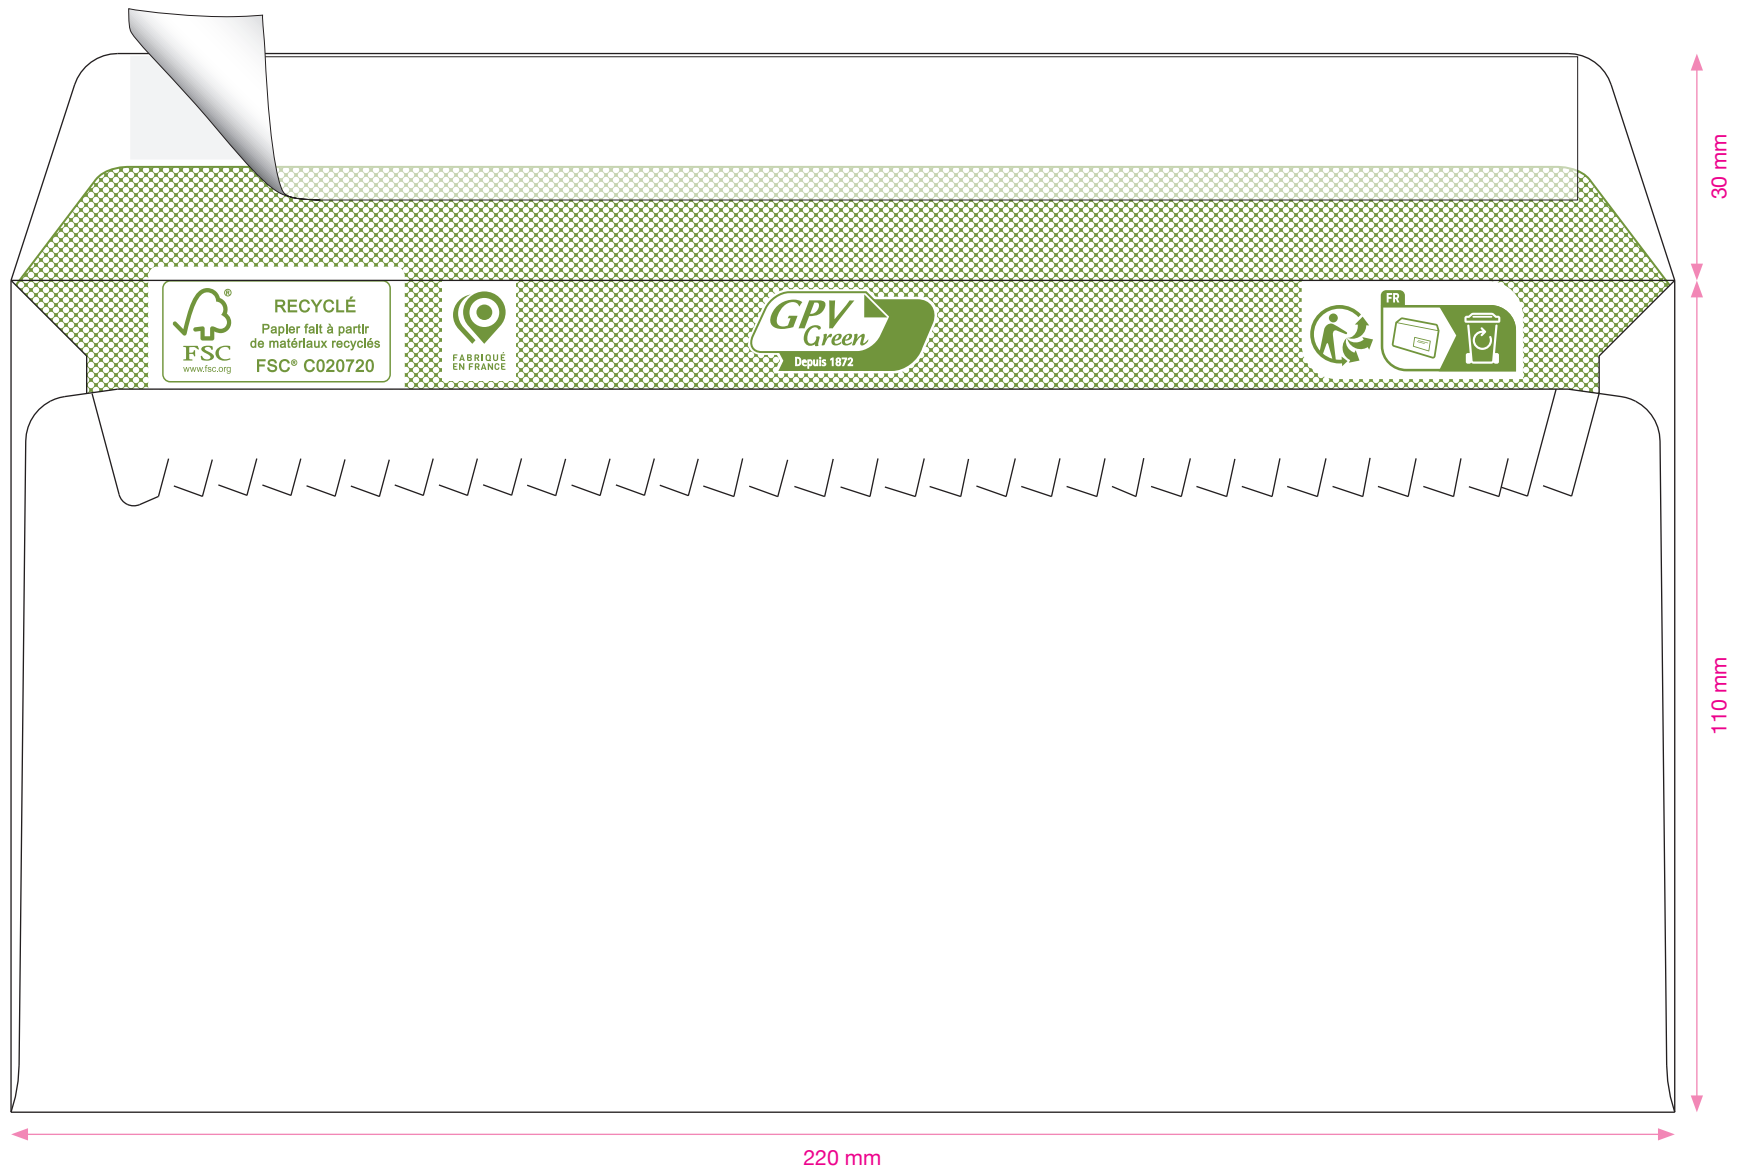 30 mm
®
RECYCLÉ
Papier fait à partir
de matériaux recyclés
FSC® C020720
FSC
www.fsc.org
FABRIQUÉ
EN FRANCE
GPV
Green
Depuis 1872
FR
110 mm
220 mm